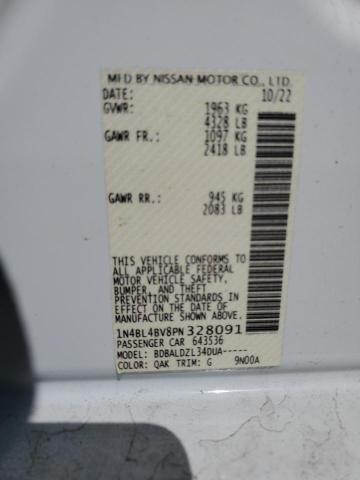 MFD BY NISSAN MOTOR CO., LTD.
DATE: 10/22
GVWR: 1963 KG
4328 LB
GAWR FR.: 1097 KG
2418 LB
GAWR RR.: 945 KG
2083 LB
THIS VEHICLE CONFORMS TO
ALL APPLICABLE FEDERAL
MOTOR VEHICLE SAFETY,
BUMPER, AND THEFT
PREVENTION STANDARDS IN
EFFECT ON THE DATE OF
MANUFACTURE SHOWN ABOVE.
1N4BL4BV8PN328091
PASSENGER CAR 643536
MODEL: BDBALDZL34DUA-----
COLOR: QAK TRIM: G 9N00A